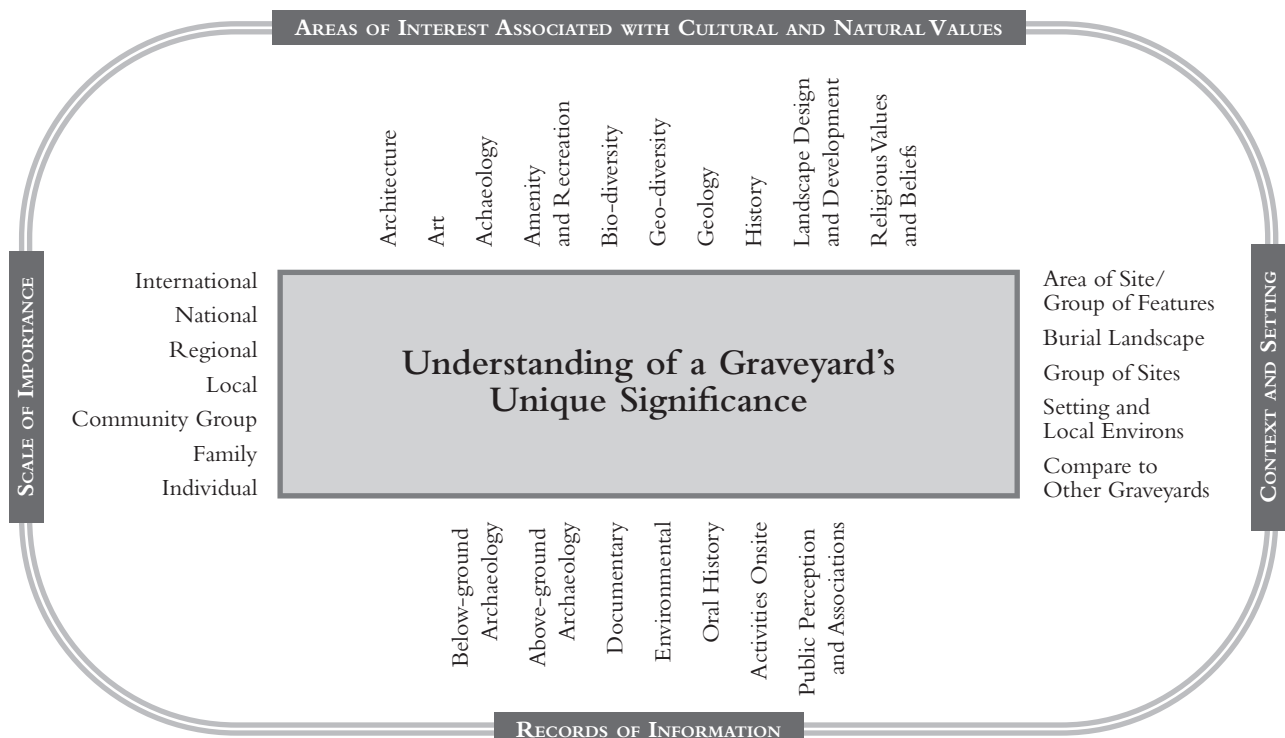 AREAS OF INTEREST ASSOCIATED WITH CULTURAL AND NATURAL VALUES
Architecture
Art
Achaeology
Amenity
and Recreation
Bio-diversity
Geo-diversity
Geology
History
Landscape Design
and Development
Religious Values
and Beliefs
SCALE OF IMPORTANCE
International
National
Regional
Local
Community Group
Family
Individual
Understanding of a Graveyard’s
Unique Significance
Area of Site/
Group of Features
Burial Landscape
Group of Sites
Setting and
Local Environs
Compare to
Other Graveyards
CONTEXT AND SETTING
Below-ground
Archaeology
Above-ground
Archaeology
Documentary
Environmental
Oral History
Activities Onsite
Public Perception
and Associations
RECORDS OF INFORMATION